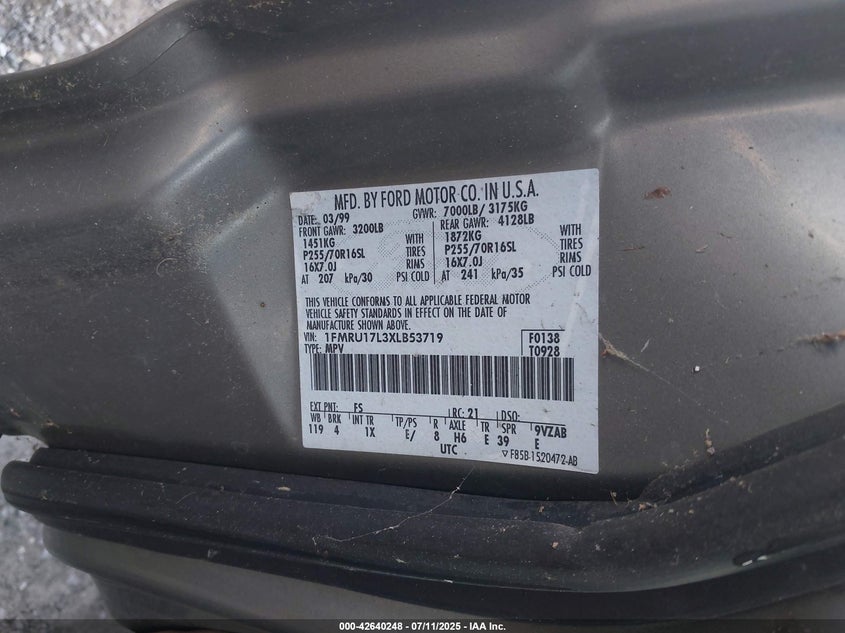 MFD. BY FORD MOTOR CO. IN U.S.A.
DATE: 03/99 GVWR: 7000LB/ 3175KG
FRONT GAWR: 3200LB REAR GAWR: 4128LB
1451KG WITH 1872KG WITH
P255/70R16SL TIRES P255/70R16SL TIRES
16X7.0J RIMS 16X7.0J RIMS
AT 207 kPa/30 PSI COLD AT 241 kPa/35 PSI COLD
THIS VEHICLE CONFORMS TO ALL APPLICABLE FEDERAL MOTOR
VEHICLE SAFETY STANDARDS IN EFFECT ON THE DATE OF
MANUFACTURE SHOWN ABOVE.
VIN: 1FMRU17L3XLB53719 F0138
TYPE: MPV T0928
EXT PNT: FS RC: 21 DSO:
WB BRK INT TR TP/PS R AXLE TR SPR 9VZAB
119 4 1X E/ 8 H6 E 39 E
UTC ▽F85B-1520472-AB
000-42640248 - 07/11/2025 - IAA Inc.